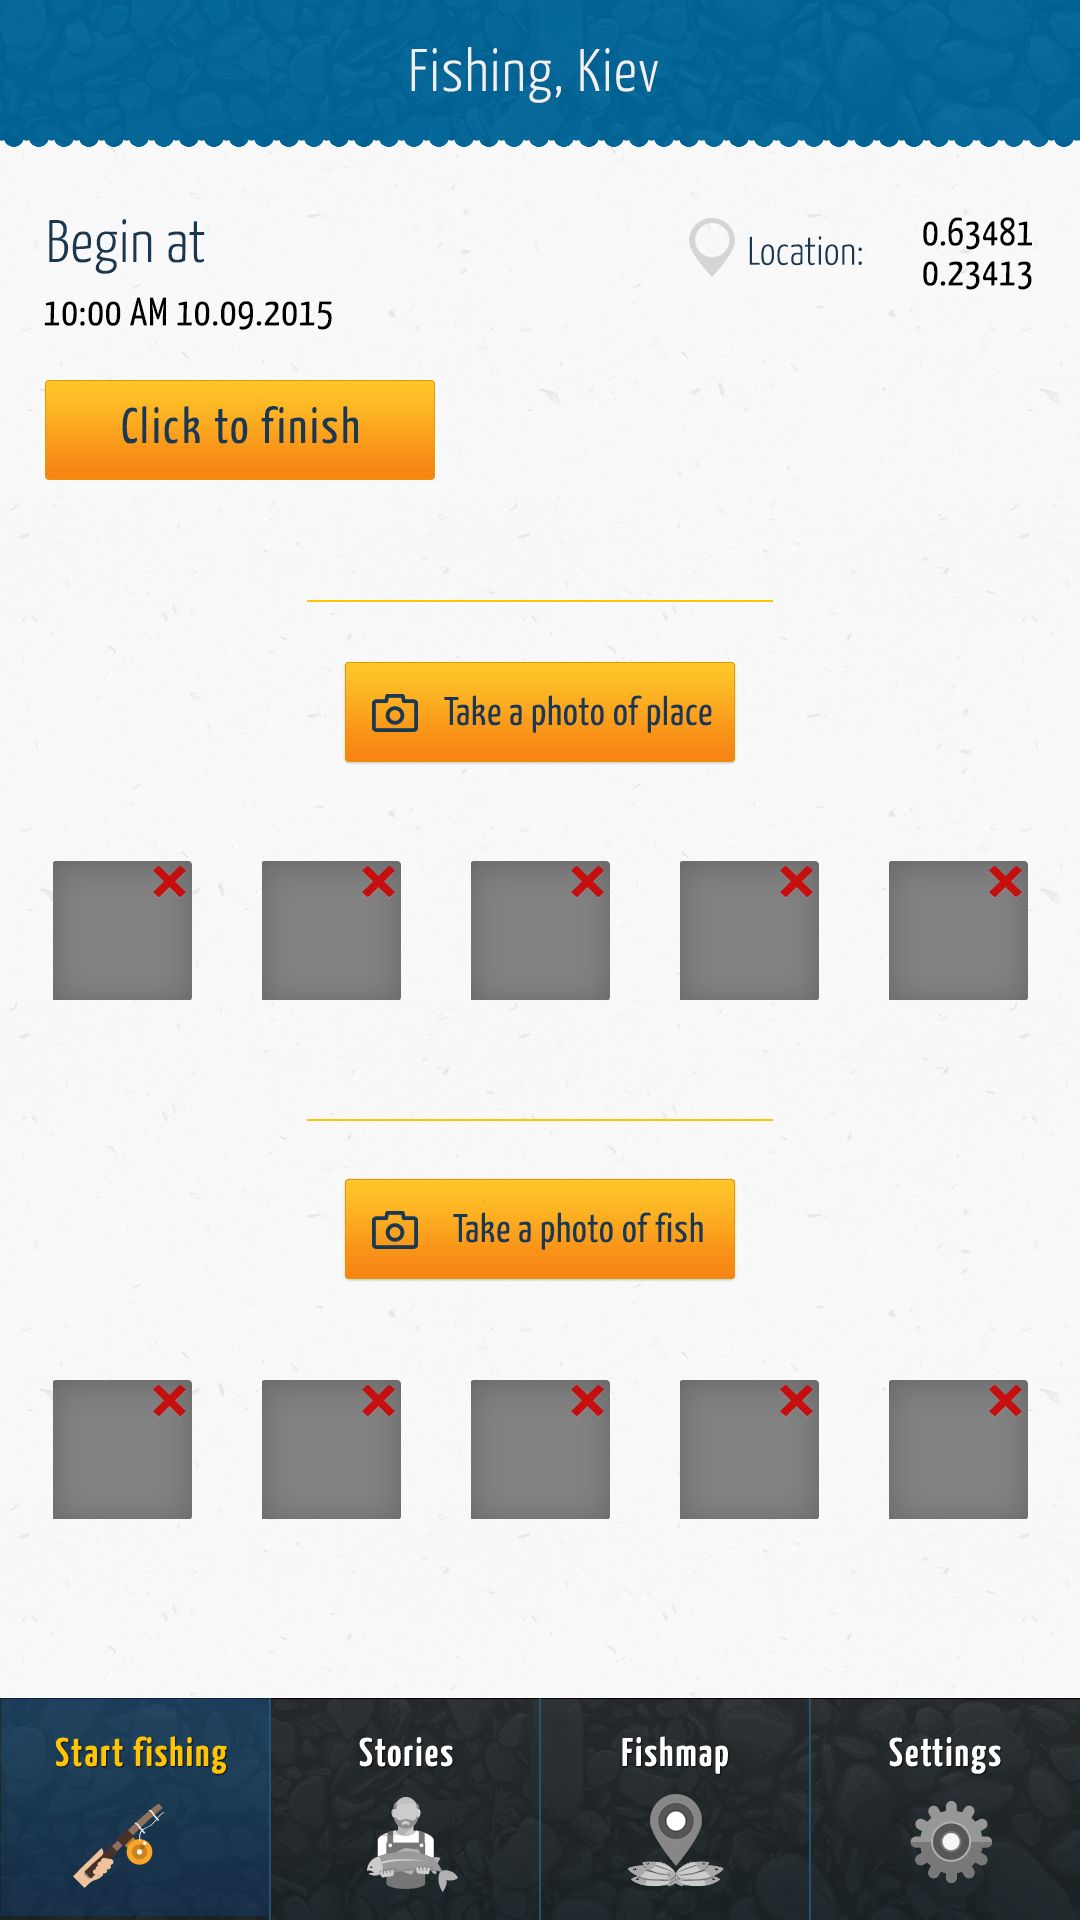 Fishing, Kiev
Begin at
Location:
0.63481
0.23413
10:00 AM 10.09.2015
Click to finish
Take a photo of place
Take a photo of fish
Start fishing
Stories
Fishmap
Settings